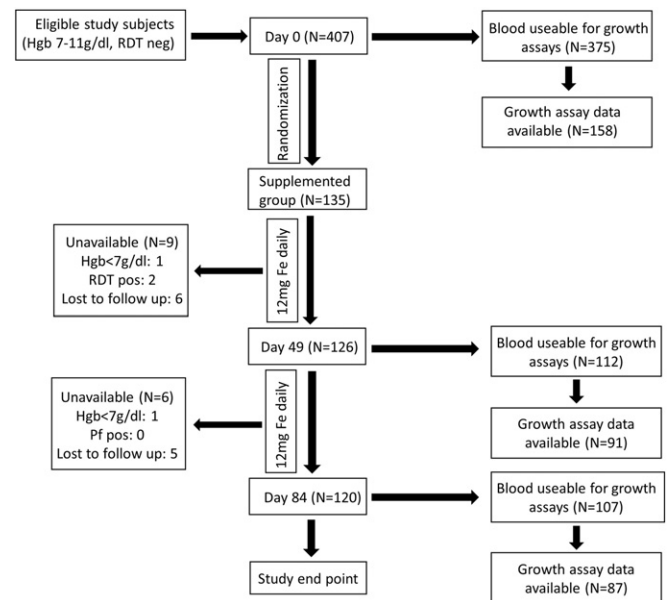 Eligible study subjects
(Hgb 7-11g/dl, RDT neg)
Day 0 (N=407)
Blood useable for growth
assays (N=375)
Growth assay data
available (N=158)
Randomization
Supplemented
group (N=135)
Unavailable (N=9)
Hgb<7g/dl: 1
RDT pos: 2
Lost to follow up: 6
12mg Fe daily
Day 49 (N=126)
Blood useable for growth
assays (N=112)
Growth assay data
available (N=91)
Unavailable (N=6)
Hgb<7g/dl: 1
Pf pos: 0
Lost to follow up: 5
12mg Fe daily
Day 84 (N=120)
Blood useable for growth
assays (N=107)
Growth assay data
available (N=87)
Study end point